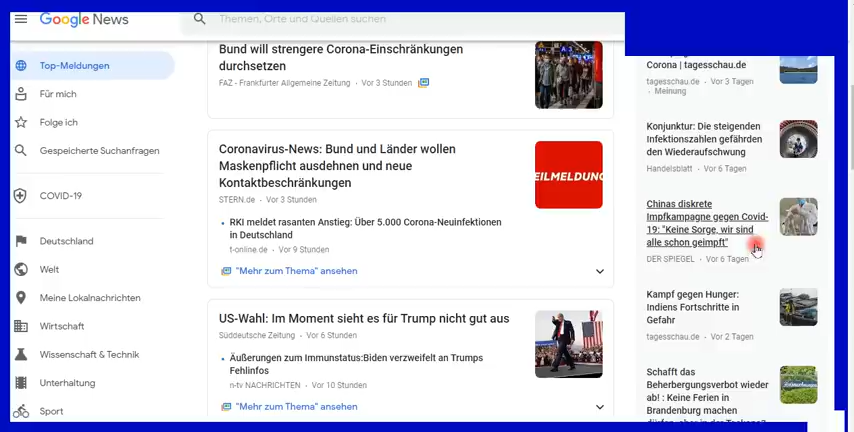 Google News
Themen, Orte und Quellen suchen
Top-Meldungen
Für mich
Folge ich
Gespeicherte Suchanfragen
COVID-19
Deutschland
Welt
Meine Lokalnachrichten
Wirtschaft
Wissenschaft & Technik
Unterhaltung
Sport
Bund will strengere Corona-Einschränkungen
durchsetzen
FAZ - Frankfurter Allgemeine Zeitung • Vor 3 Stunden
Coronavirus-News: Bund und Länder wollen
Maskenpflicht ausdehnen und neue
Kontaktbeschränkungen
STERN.de • Vor 3 Stunden
EILMELDUNG
• RKI meldet rasanten Anstieg: Über 5.000 Corona-Neuinfektionen
in Deutschland
t-online.de • Vor 9 Stunden
"Mehr zum Thema" ansehen
US-Wahl: Im Moment sieht es für Trump nicht gut aus
Süddeutsche Zeitung • Vor 6 Stunden
• Äußerungen zum Immunstatus:Biden verzweifelt an Trumps
Fehlinfos
n-tv NACHRICHTEN • Vor 10 Stunden
"Mehr zum Thema" ansehen
Corona | tagesschau.de
tagesschau.de • Vor 3 Tagen
• Meinung
Konjunktur: Die steigenden
Infektionszahlen gefährden
den Wiederaufschwung
Handelsblatt • Vor 6 Tagen
Chinas diskrete
Impfkampagne gegen Covid-
19: "Keine Sorge, wir sind
alle schon geimpft"
DER SPIEGEL • Vor 6 Tagen
Kampf gegen Hunger:
Indiens Fortschritte in
Gefahr
tagesschau.de • Vor 2 Tagen
Schafft das
Beherbergungsverbot wieder
ab! : Keine Ferien in
Brandenburg machen